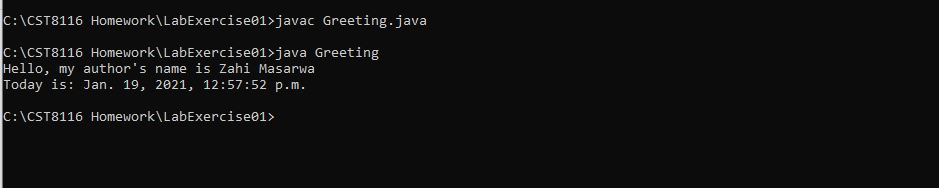 C:\CST8116 Homework\LabExercise01>javac Greeting.java
C:\CST8116 Homework\LabExercise01>java Greeting
Hello, my author's name is Zahi Masarwa
Today is: Jan. 19, 2021, 12:57:52 p.m.
C:\CST8116 Homework\LabExercise01>